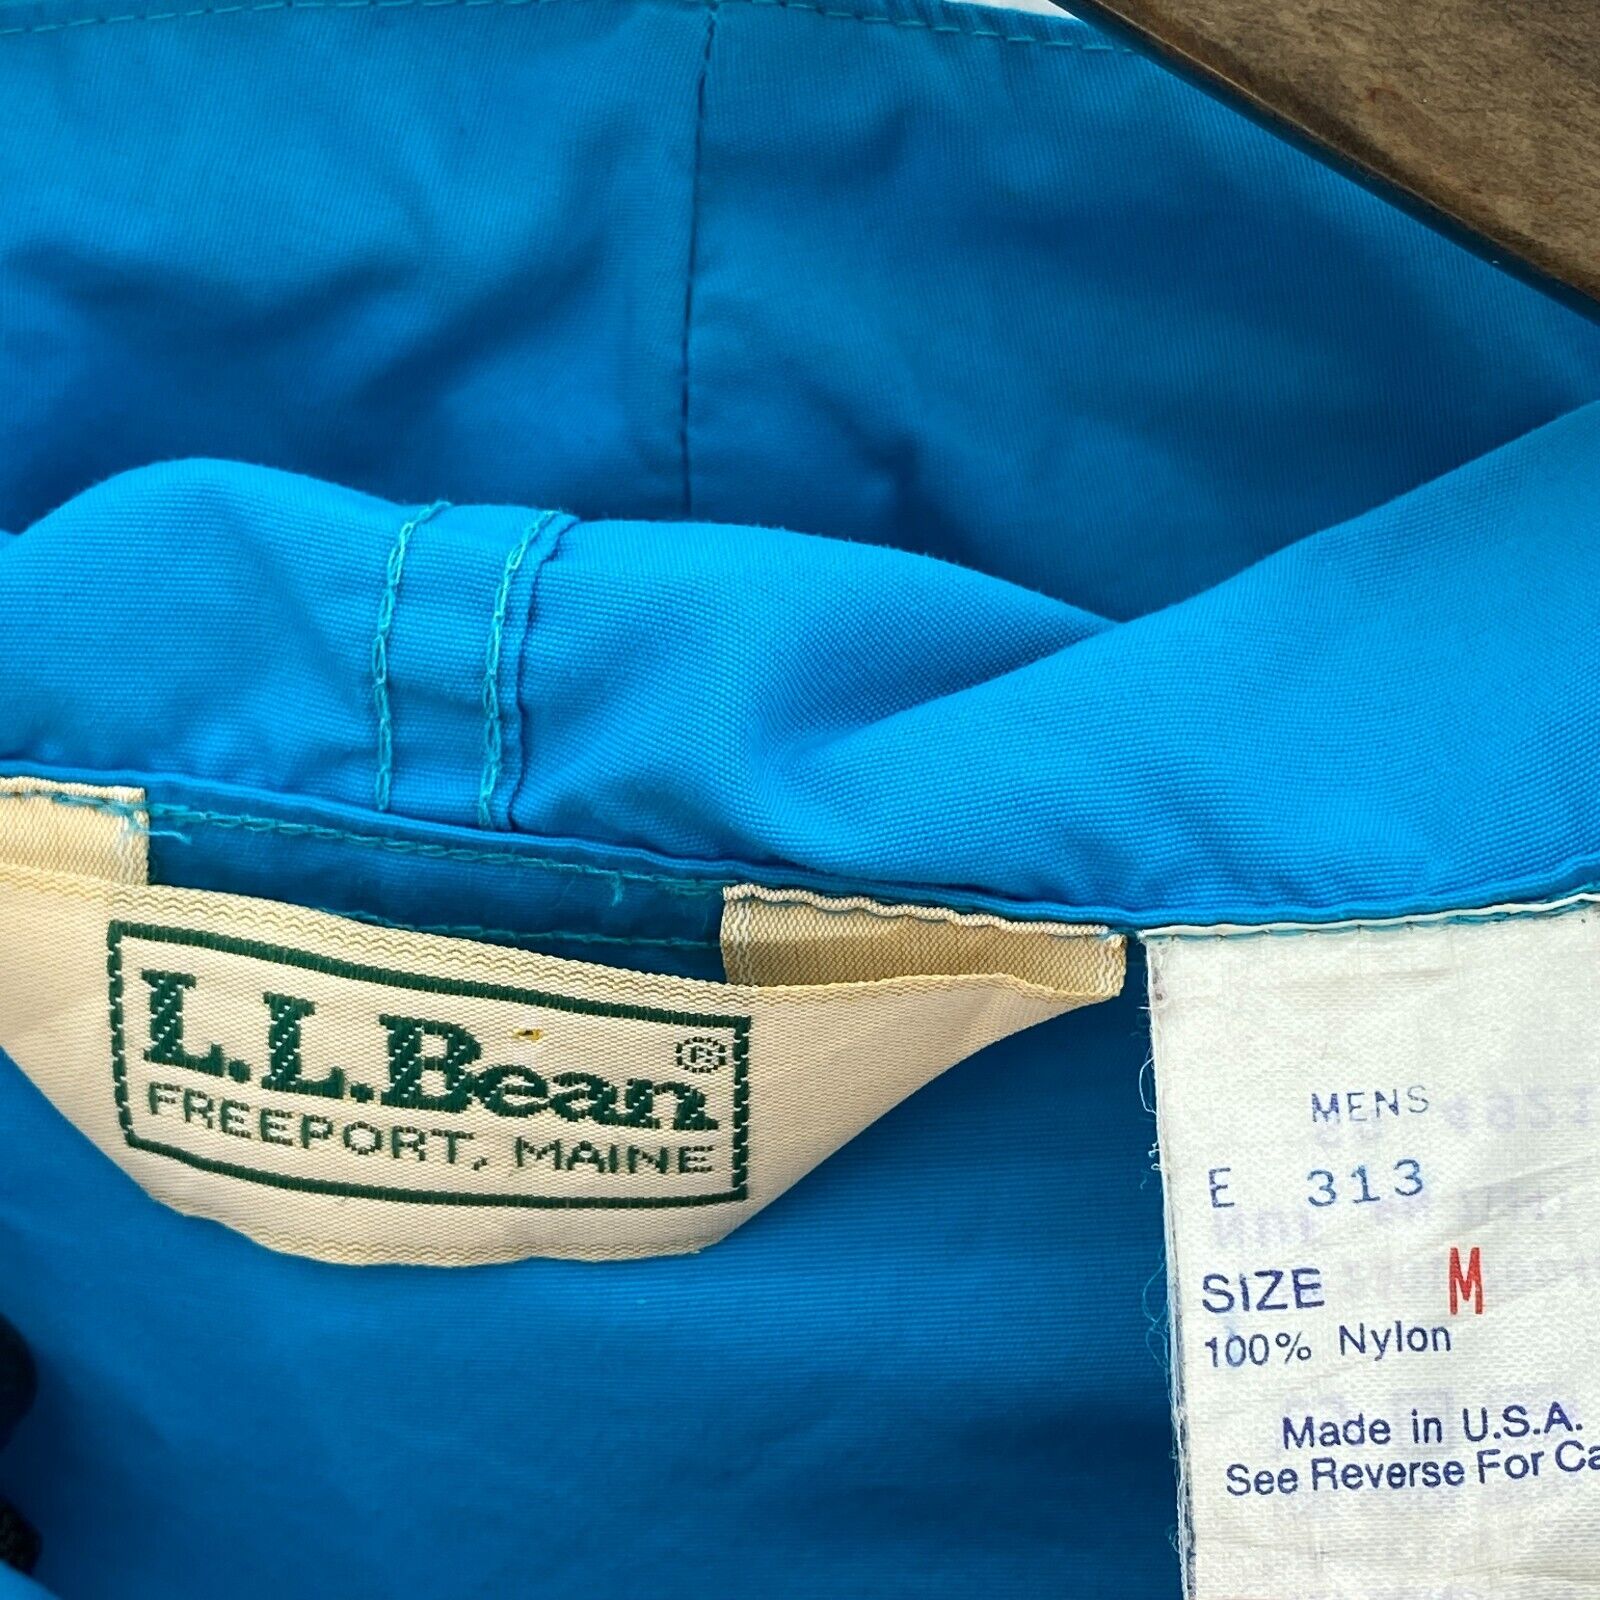 L.L.Bean®
FREEPORT, MAINE
MENS
E 313
SIZE M
100% Nylon
Made in U.S.A.
See Reverse For Ca